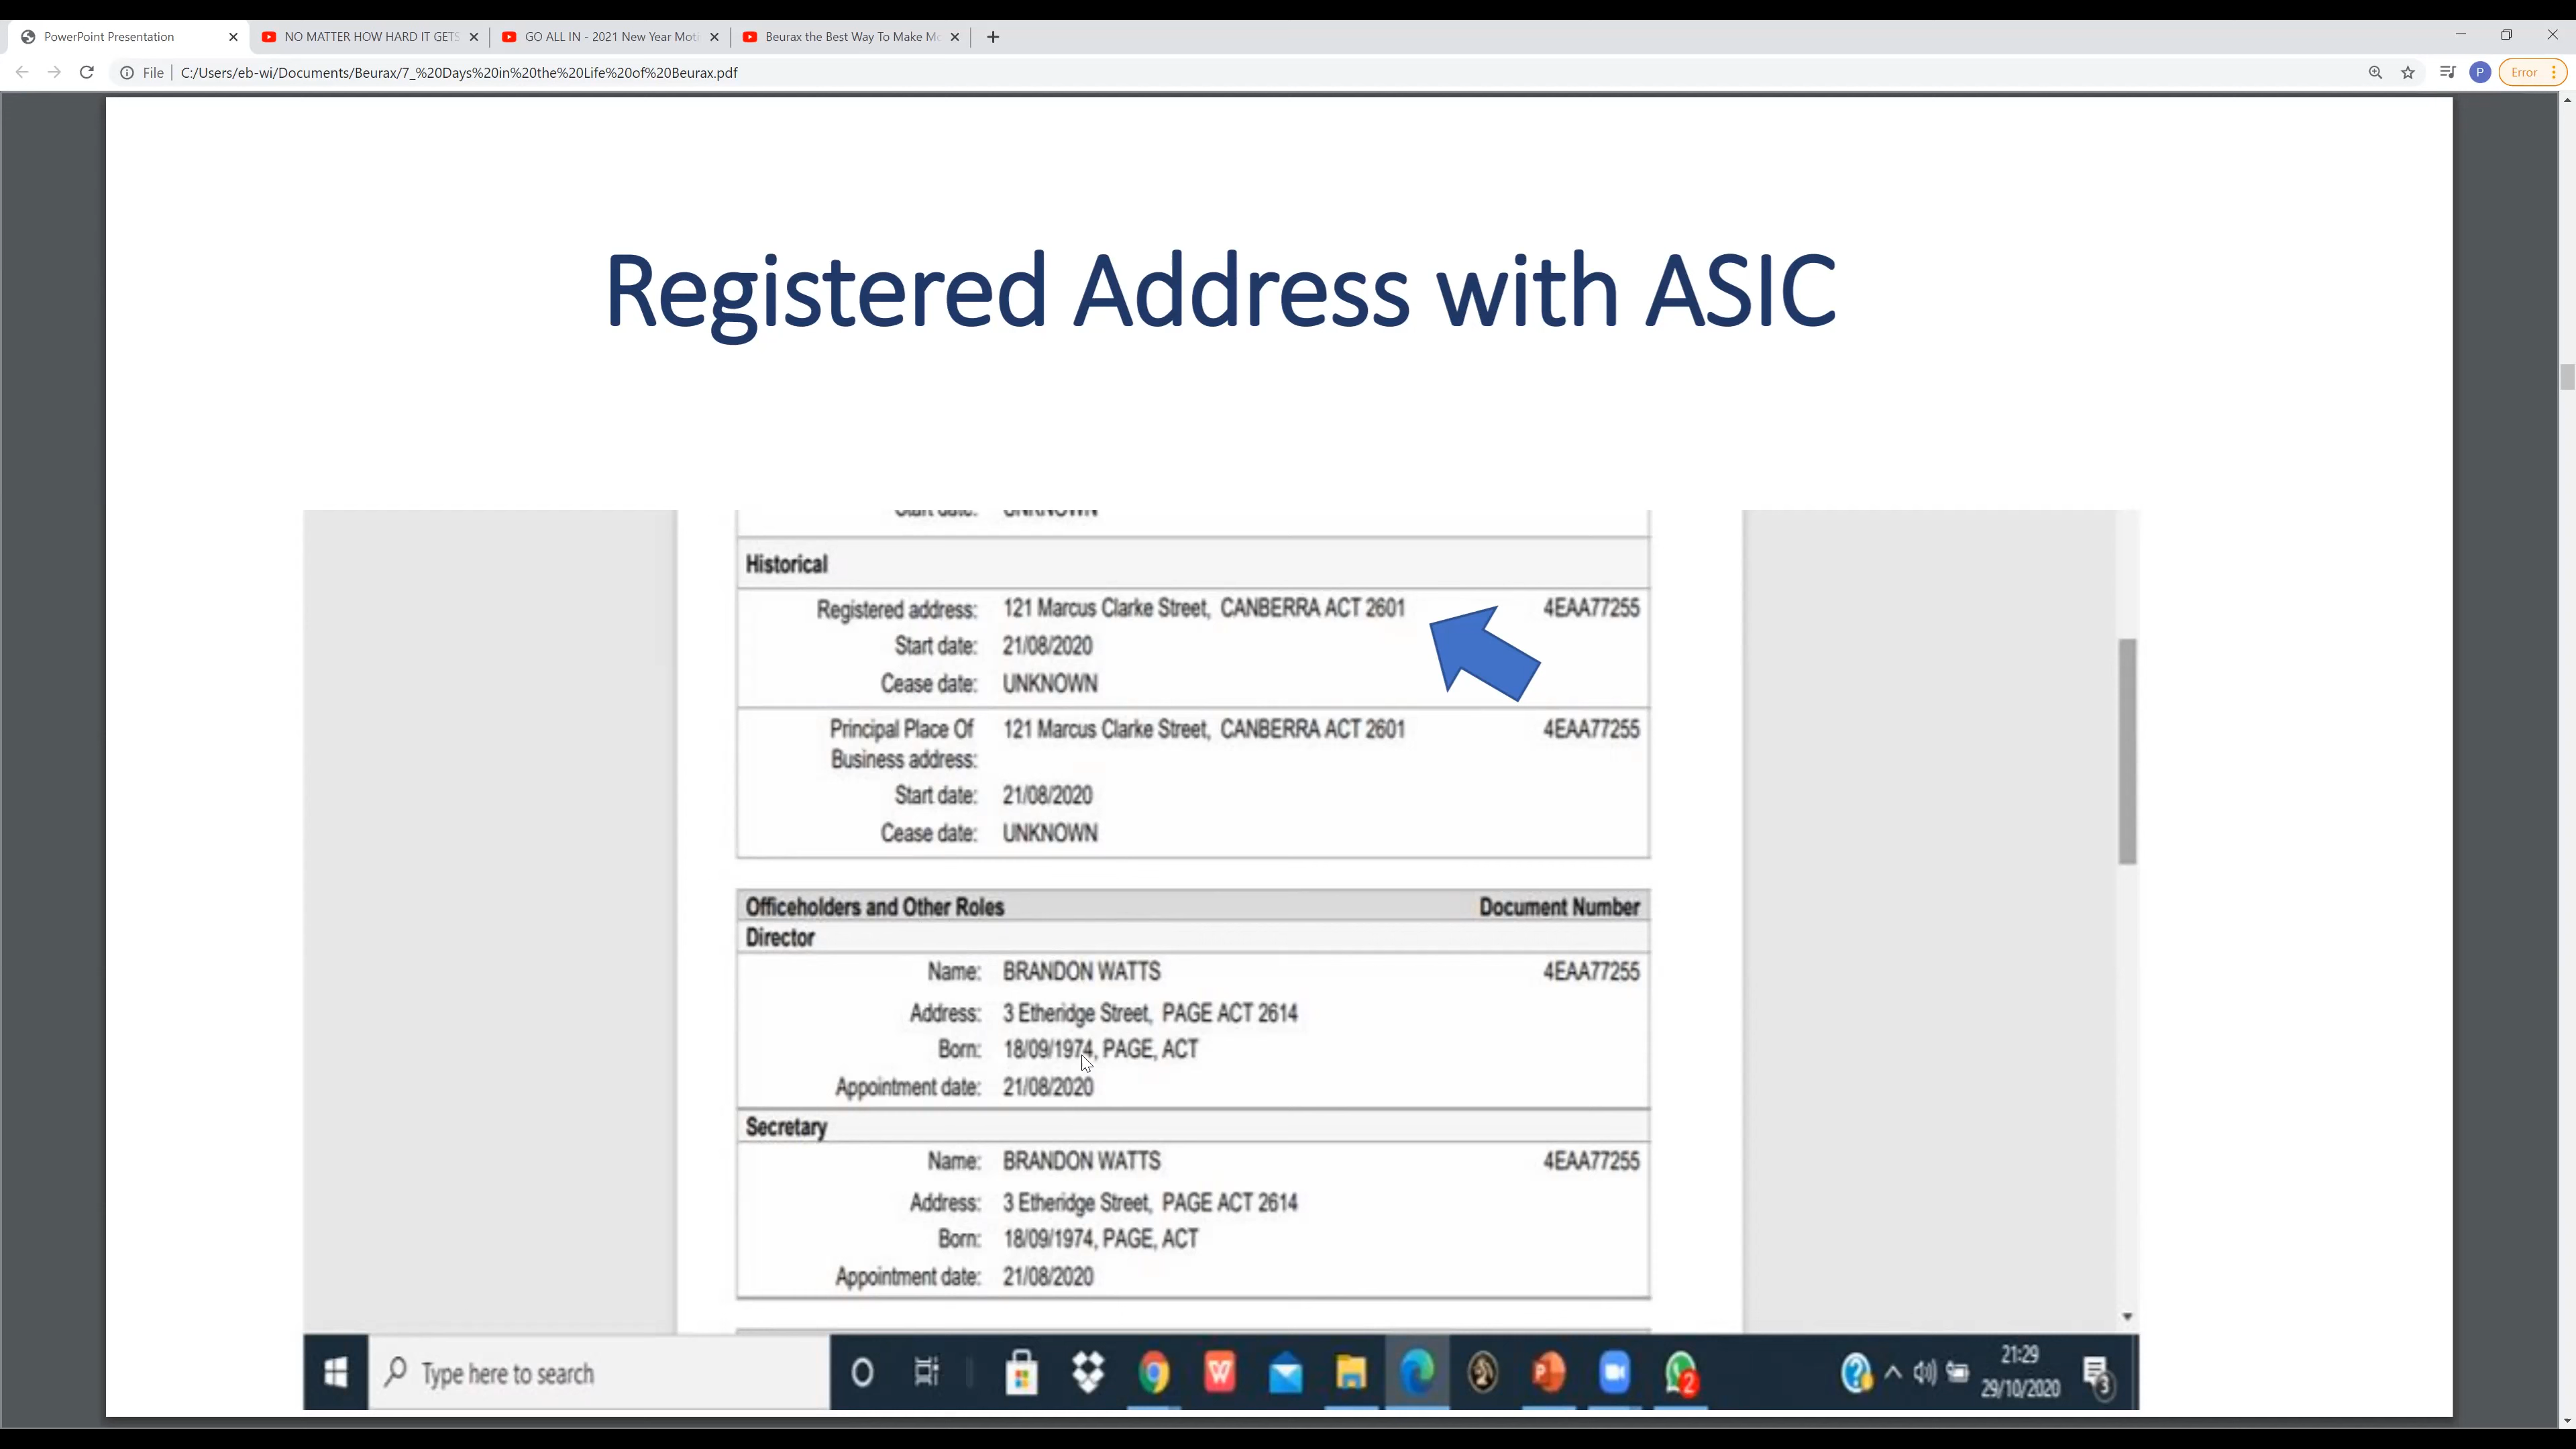 PowerPoint Presentation
NO MATTER HOW HARD IT GETS
GO ALL IN - 2021 New Year Moti
Beurax the Best Way To Make Mo
File
C:/Users/eb-wi/Documents/Beurax/7_%20Days%20in%20the%20Life%20of%20Beurax.pdf
P
Error
Registered Address with ASIC
Start date: UNKNOWN
Historical
Registered address: 121 Marcus Clarke Street, CANBERRA ACT 2601 4EAA77255
Start date: 21/08/2020
Cease date: UNKNOWN
Principal Place Of 121 Marcus Clarke Street, CANBERRA ACT 2601 4EAA77255
Business address:
Start date: 21/08/2020
Cease date: UNKNOWN
Officeholders and Other Roles Document Number
Director
Name: BRANDON WATTS 4EAA77255
Address: 3 Etheridge Street, PAGE ACT 2614
Born: 18/09/1974, PAGE, ACT
Appointment date: 21/08/2020
Secretary
Name: BRANDON WATTS 4EAA77255
Address: 3 Etheridge Street, PAGE ACT 2614
Born: 18/09/1974, PAGE, ACT
Appointment date: 21/08/2020
Type here to search
W
P
2
21:29
29/10/2020
3